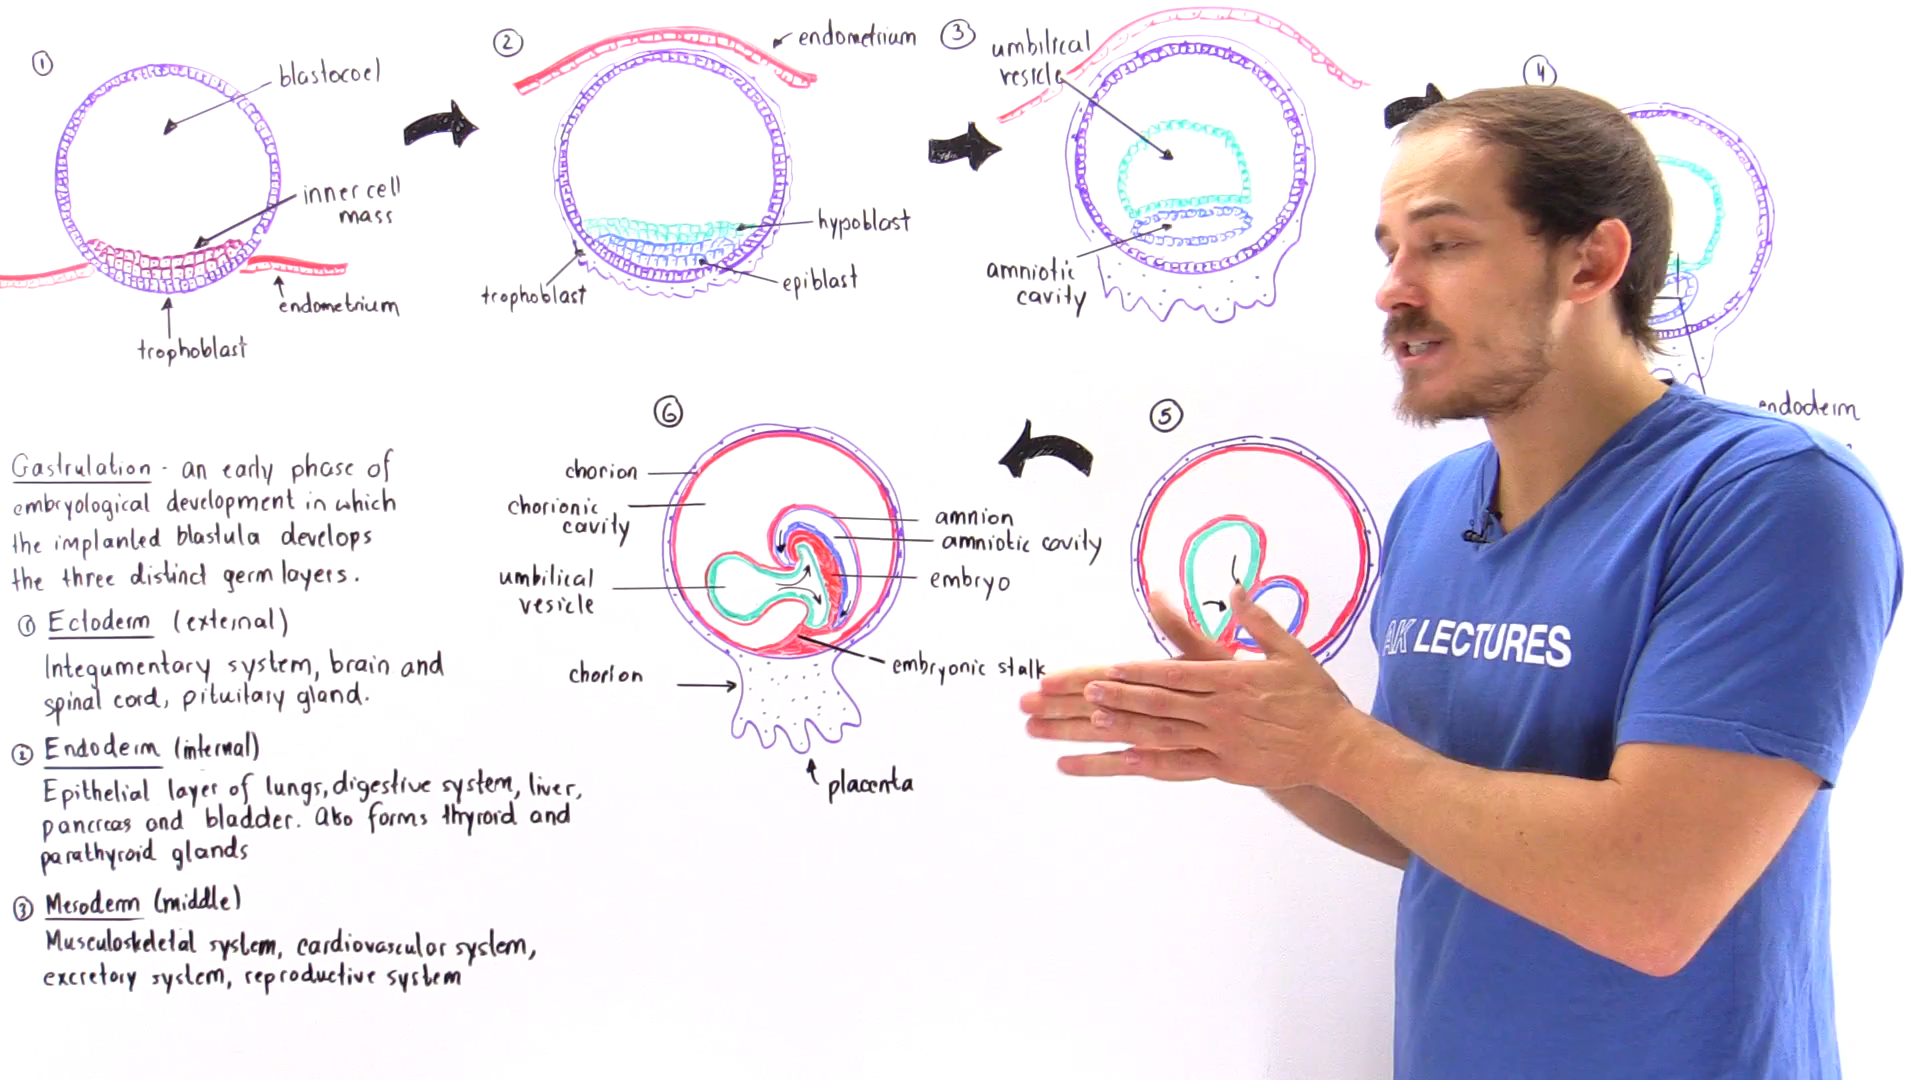 1
blastocoel
inner cell
mass
endometrium
trophoblast
2
endometrium
hypoblast
epiblast
trophoblast
3
umbilical
vesicle
amniotic
cavity
4
endoderm
5
6
chorion
chorionic
cavity
umbilical
vesicle
chorion
amnion
amniotic cavity
embryo
embryonic stalk
placenta
Gastrulation - an early phase of
embryological development in which
the implanted blastula develops
the three distinct germ layers.
1 Ectoderm (external)
Integumentary system, brain and
spinal cord, pituitary gland.
2 Endoderm (internal)
Epithelial layer of lungs, digestive system, liver,
pancreas and bladder. Also forms thyroid and
parathyroid glands
3 Mesoderm (middle)
Musculoskeletal system, cardiovascular system,
excretory system, reproductive system
AK LECTURES